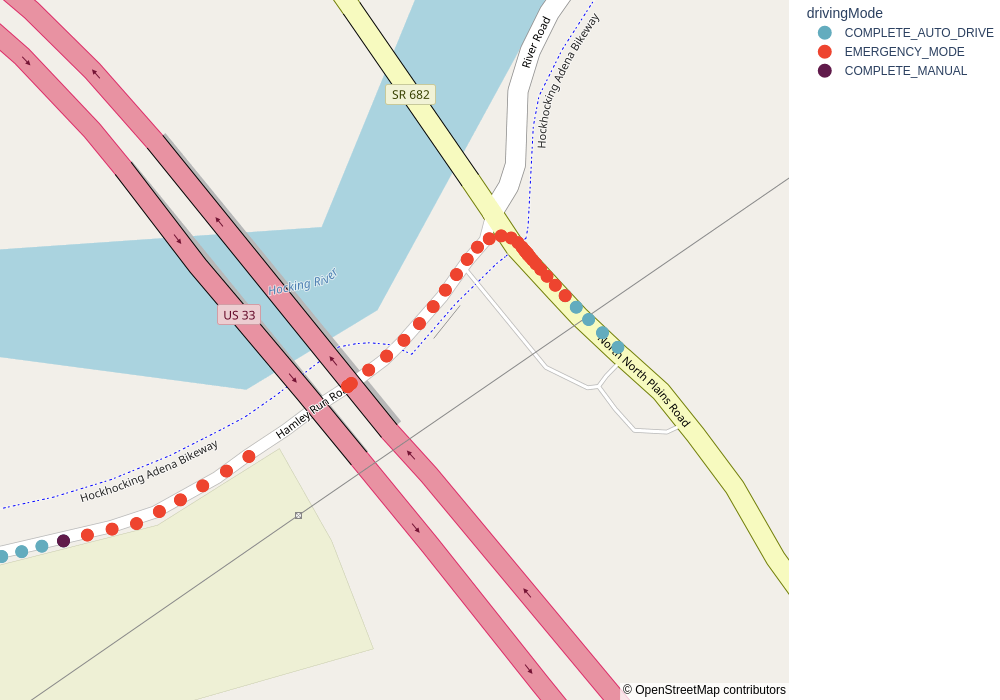 drivingMode
COMPLETE_AUTO_DRIVE
EMERGENCY_MODE
COMPLETE_MANUAL
River Road
Hockhocking Adena Bikeway
SR 682
Hocking River
US 33
North North Plains Road
Hamley Run Ro
Hockhocking Adena Bikeway
© OpenStreetMap contributors